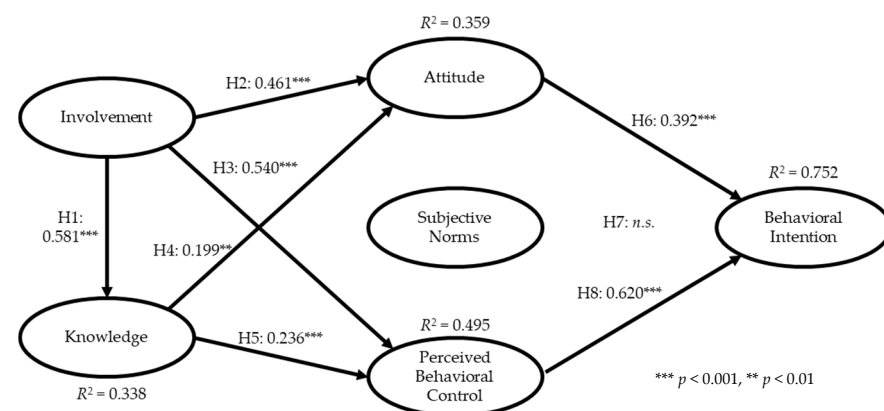 R² = 0.359
Attitude
H2: 0.461***
Involvement
H6: 0.392***
H3: 0.540***
R² = 0.752
H1:
0.581***
Subjective
Norms
H7: n.s.
Behavioral
Intention
H4: 0.199**
H8: 0.620***
Knowledge
H5: 0.236***
R² = 0.495
Perceived
Behavioral
Control
R² = 0.338
*** p < 0.001, ** p < 0.01